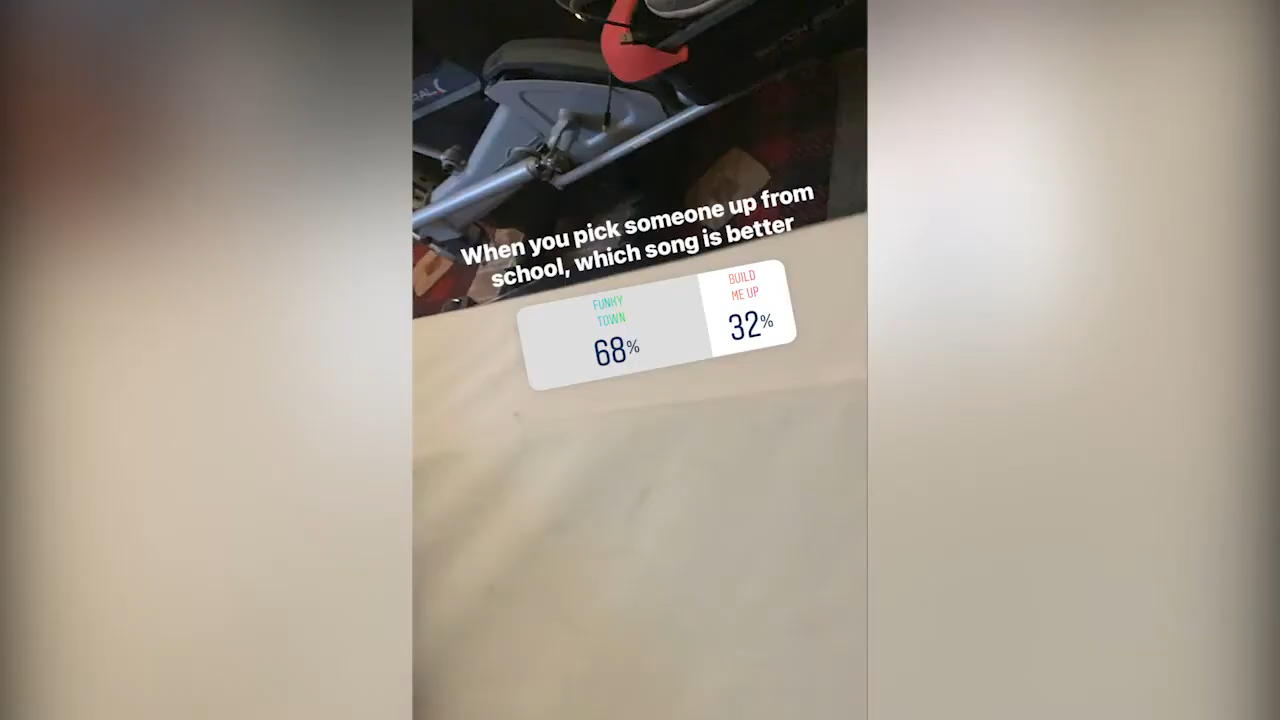 When you pick someone up from
school, which song is better
FUNKY
TOWN
68%
BUILD
ME UP
32%